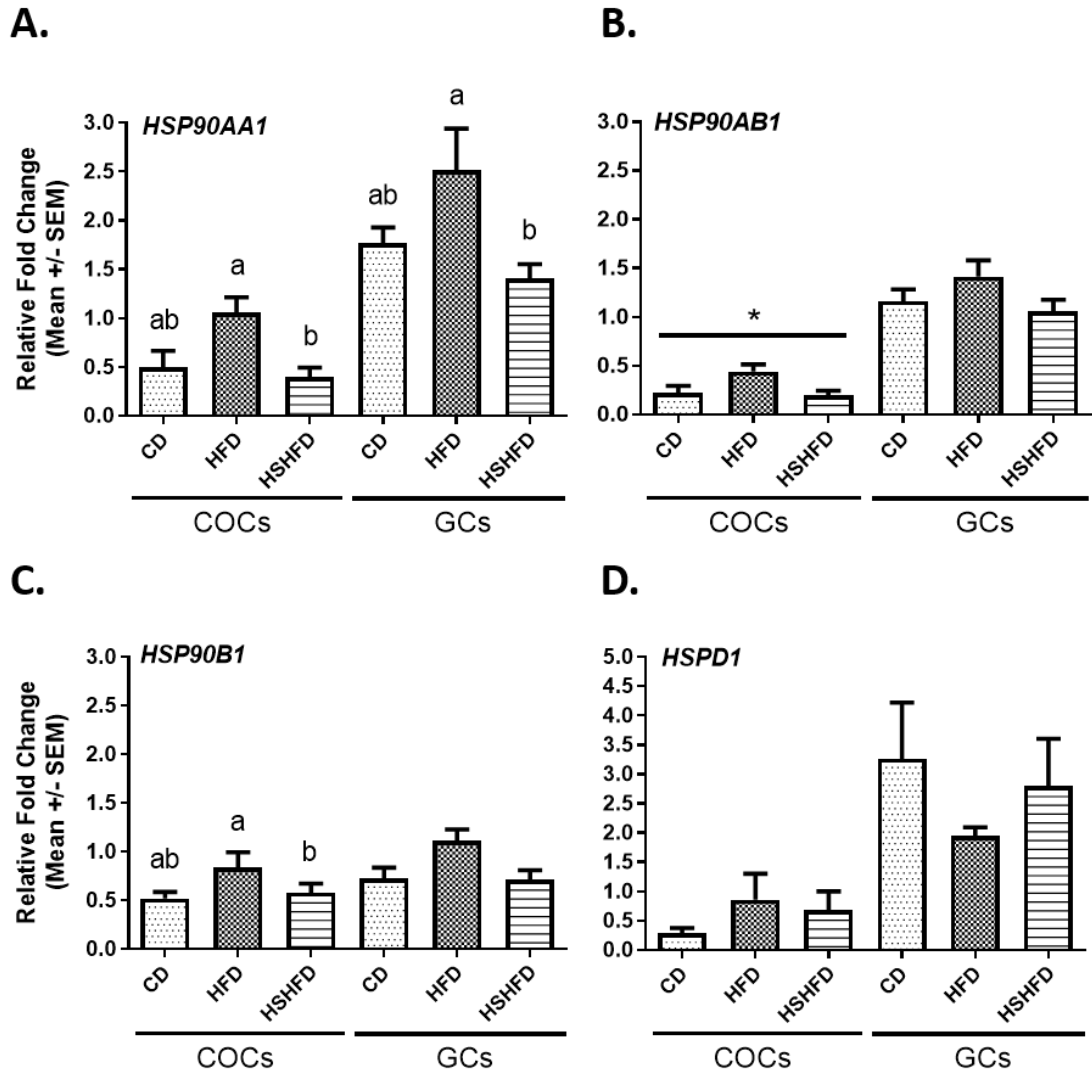 A.
HSP90AA1
Relative Fold Change
(Mean +/- SEM)
3.0
2.5
2.0
1.5
1.0
0.5
0.0
ab
a
b
ab
a
b
CD
HFD
HSHFD
CD
HFD
HSHFD
COCs
GCs
B.
HSP90AB1
3.0
2.5
2.0
1.5
1.0
0.5
0.0
*
CD
HFD
HSHFD
CD
HFD
HSHFD
COCs
GCs
C.
HSP90B1
Relative Fold Change
(Mean +/- SEM)
3.0
2.5
2.0
1.5
1.0
0.5
0.0
ab
a
b
CD
HFD
HSHFD
CD
HFD
HSHFD
COCs
GCs
D.
HSPD1
5.0
4.5
4.0
3.5
3.0
2.5
2.0
1.5
1.0
0.5
0.0
CD
HFD
HSHFD
CD
HFD
HSHFD
COCs
GCs